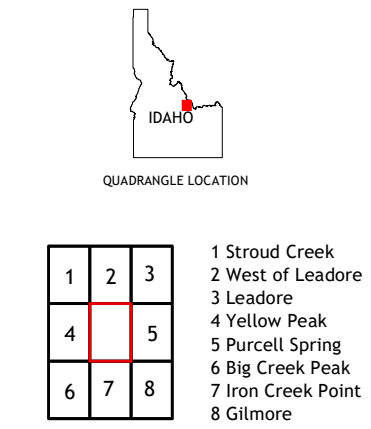 IDAHO
QUADRANGLE LOCATION
1 2 3
4 5
6 7 8
1 Stroud Creek
2 West of Leadore
3 Leadore
4 Yellow Peak
5 Purcell Spring
6 Big Creek Peak
7 Iron Creek Point
8 Gilmore